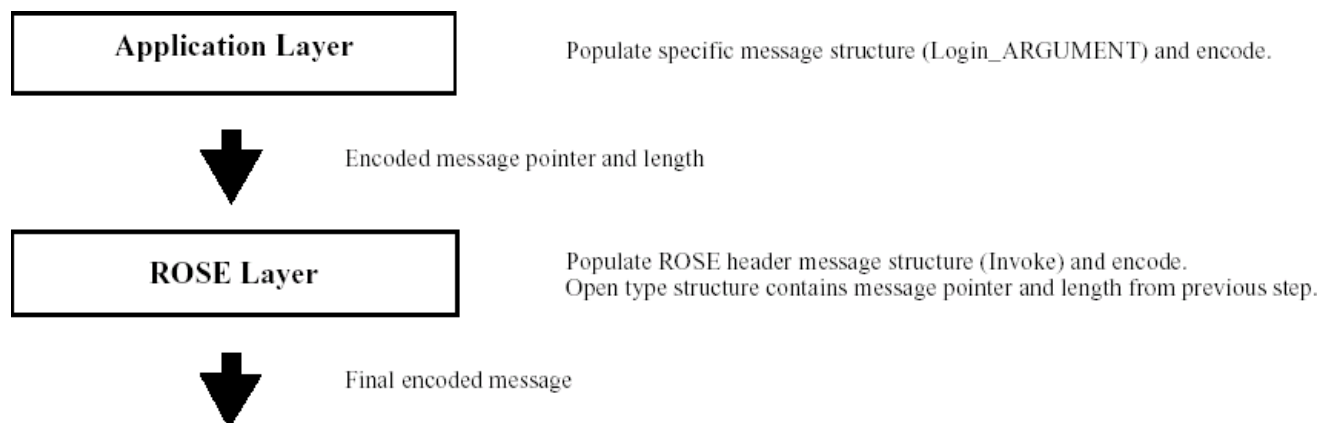 Application Layer
Populate specific message structure (Login_ARGUMENT) and encode.
Encoded message pointer and length
ROSE Layer
Populate ROSE header message structure (Invoke) and encode.
Open type structure contains message pointer and length from previous step.
Final encoded message